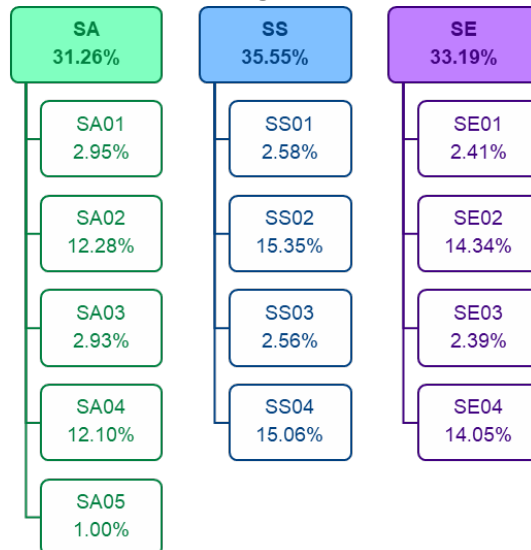 SA
31.26%
SA01
2.95%
SA02
12.28%
SA03
2.93%
SA04
12.10%
SA05
1.00%
SS
35.55%
SS01
2.58%
SS02
15.35%
SS03
2.56%
SS04
15.06%
SE
33.19%
SE01
2.41%
SE02
14.34%
SE03
2.39%
SE04
14.05%